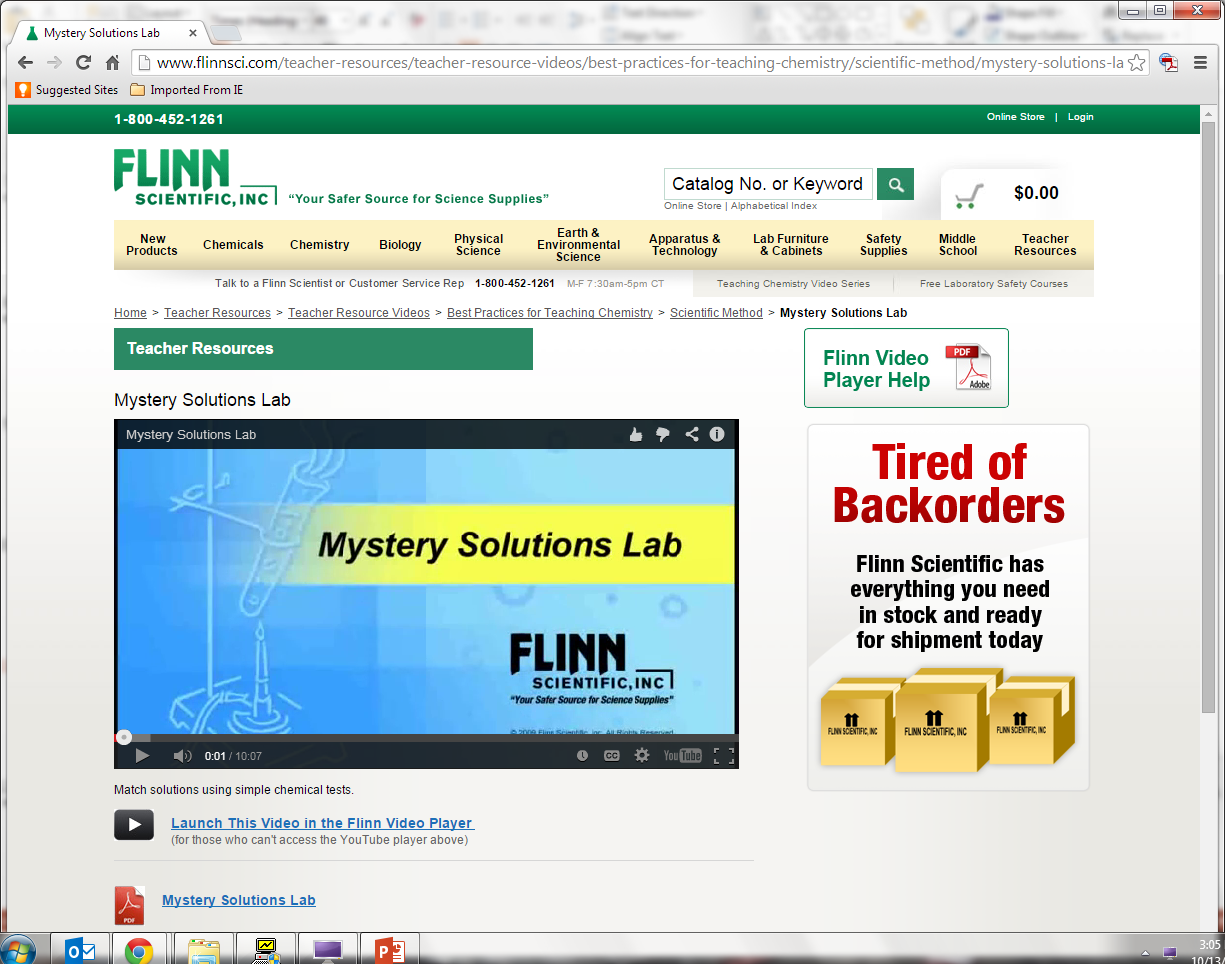 Mystery Solutions Lab
www.flinnsci.com/teacher-resources/teacher-resource-videos/best-practices-for-teaching-chemistry/scientific-method/mystery-solutions-la
Suggested Sites Imported From IE
1-800-452-1261 Online Store | Login
FLINN
SCIENTIFIC, INC "Your Safer Source for Science Supplies"
Catalog No. or Keyword
Online Store | Alphabetical Index
$0.00
New Products
Chemicals
Chemistry
Biology
Physical Science
Earth & Environmental Science
Apparatus & Technology
Lab Furniture & Cabinets
Safety Supplies
Middle School
Teacher Resources
Talk to a Flinn Scientist or Customer Service Rep 1-800-452-1261 M-F 7:30am-5pm CT Teaching Chemistry Video Series Free Laboratory Safety Courses
Home > Teacher Resources > Teacher Resource Videos > Best Practices for Teaching Chemistry > Scientific Method > Mystery Solutions Lab
Teacher Resources
Mystery Solutions Lab
Mystery Solutions Lab
Mystery Solutions Lab
FLINN
SCIENTIFIC, INC
"Your Safer Source for Science Supplies"
0:01 / 10:07 CC YouTube
Match solutions using simple chemical tests.
Launch This Video in the Flinn Video Player
(for those who can't access the YouTube player above)
PDF
Mystery Solutions Lab
Flinn Video
Player Help
PDF
Adobe
Tired of
Backorders
Flinn Scientific has
everything you need
in stock and ready
for shipment today
FLINN SCIENTIFIC, INC
FLINN SCIENTIFIC, INC
FLINN SCIENTIFIC, INC
3:05
10/13/